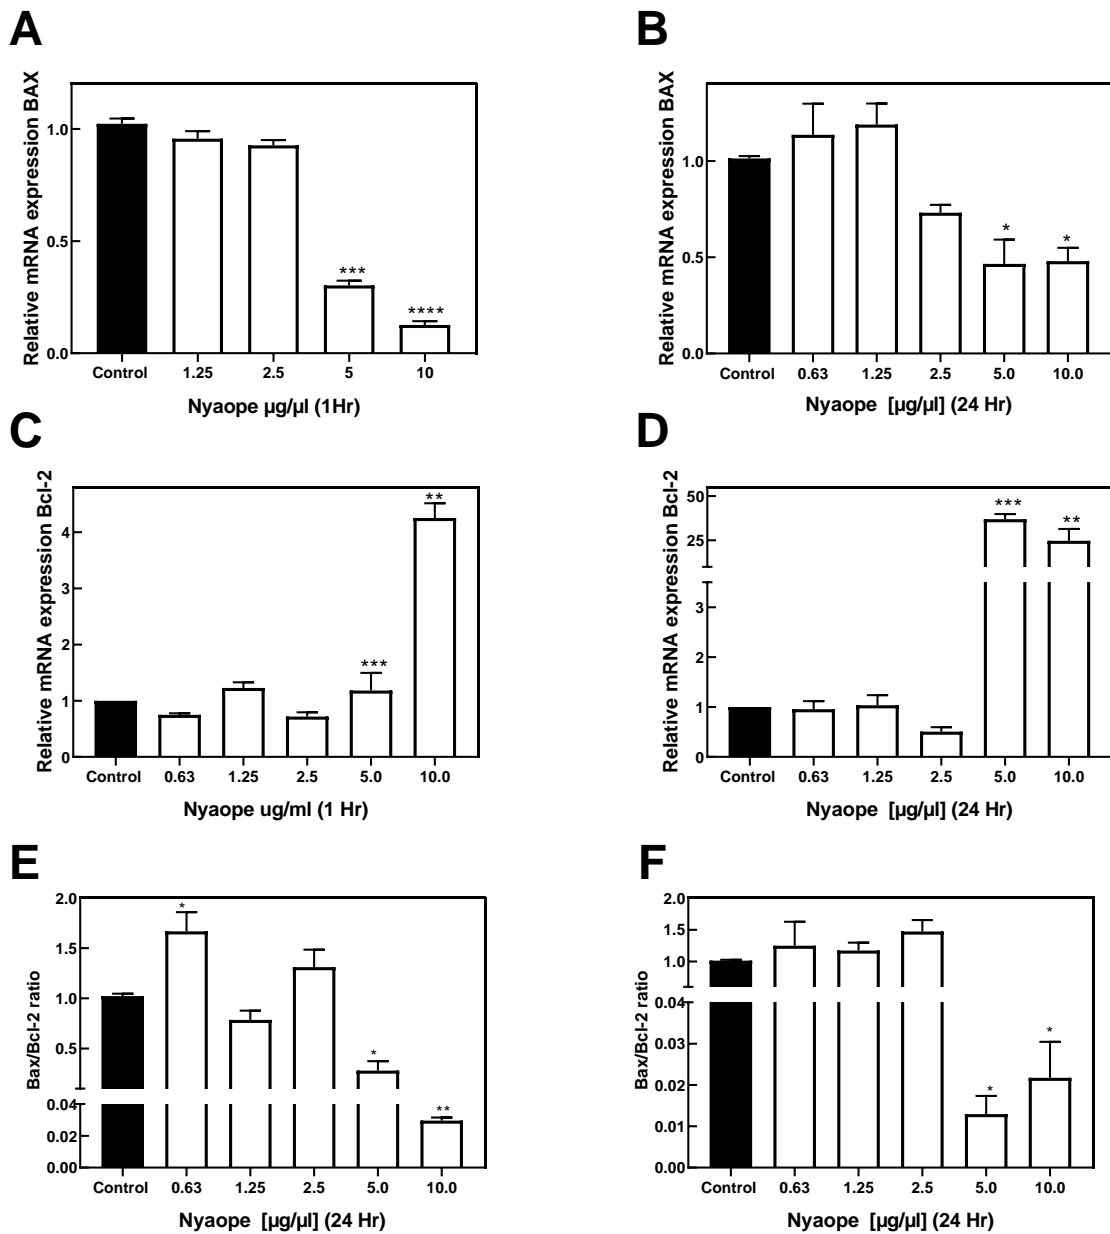 A
Relative mRNA expression BAX
1.0
0.5
0.0
***
****
Control 1.25 2.5 5 10
Nyaope µg/µl (1Hr)
B
Relative mRNA expression BAX
1.0
0.5
0.0
* *
Control 0.63 1.25 2.5 5.0 10.0
Nyaope [µg/µl] (24 Hr)
C
Relative mRNA expression Bcl-2
4
3
2
1
0
**
***
Control 0.63 1.25 2.5 5.0 10.0
Nyaope ug/ml (1 Hr)
D
Relative mRNA expression Bcl-2
50
25
3
2
1
0
*** **
Control 0.63 1.25 2.5 5.0 10.0
Nyaope [µg/µl] (24 Hr)
E
Bax/Bcl-2 ratio
2.0
1.5
1.0
0.5
0.04
0.02
0.00
*
*
**
Control 0.63 1.25 2.5 5.0 10.0
Nyaope [µg/µl] (24 Hr)
F
Bax/Bcl-2 ratio
2.0
1.5
1.0
0.04
0.03
0.02
0.01
0.00
*
*
Control 0.63 1.25 2.5 5.0 10.0
Nyaope [µg/µl] (24 Hr)